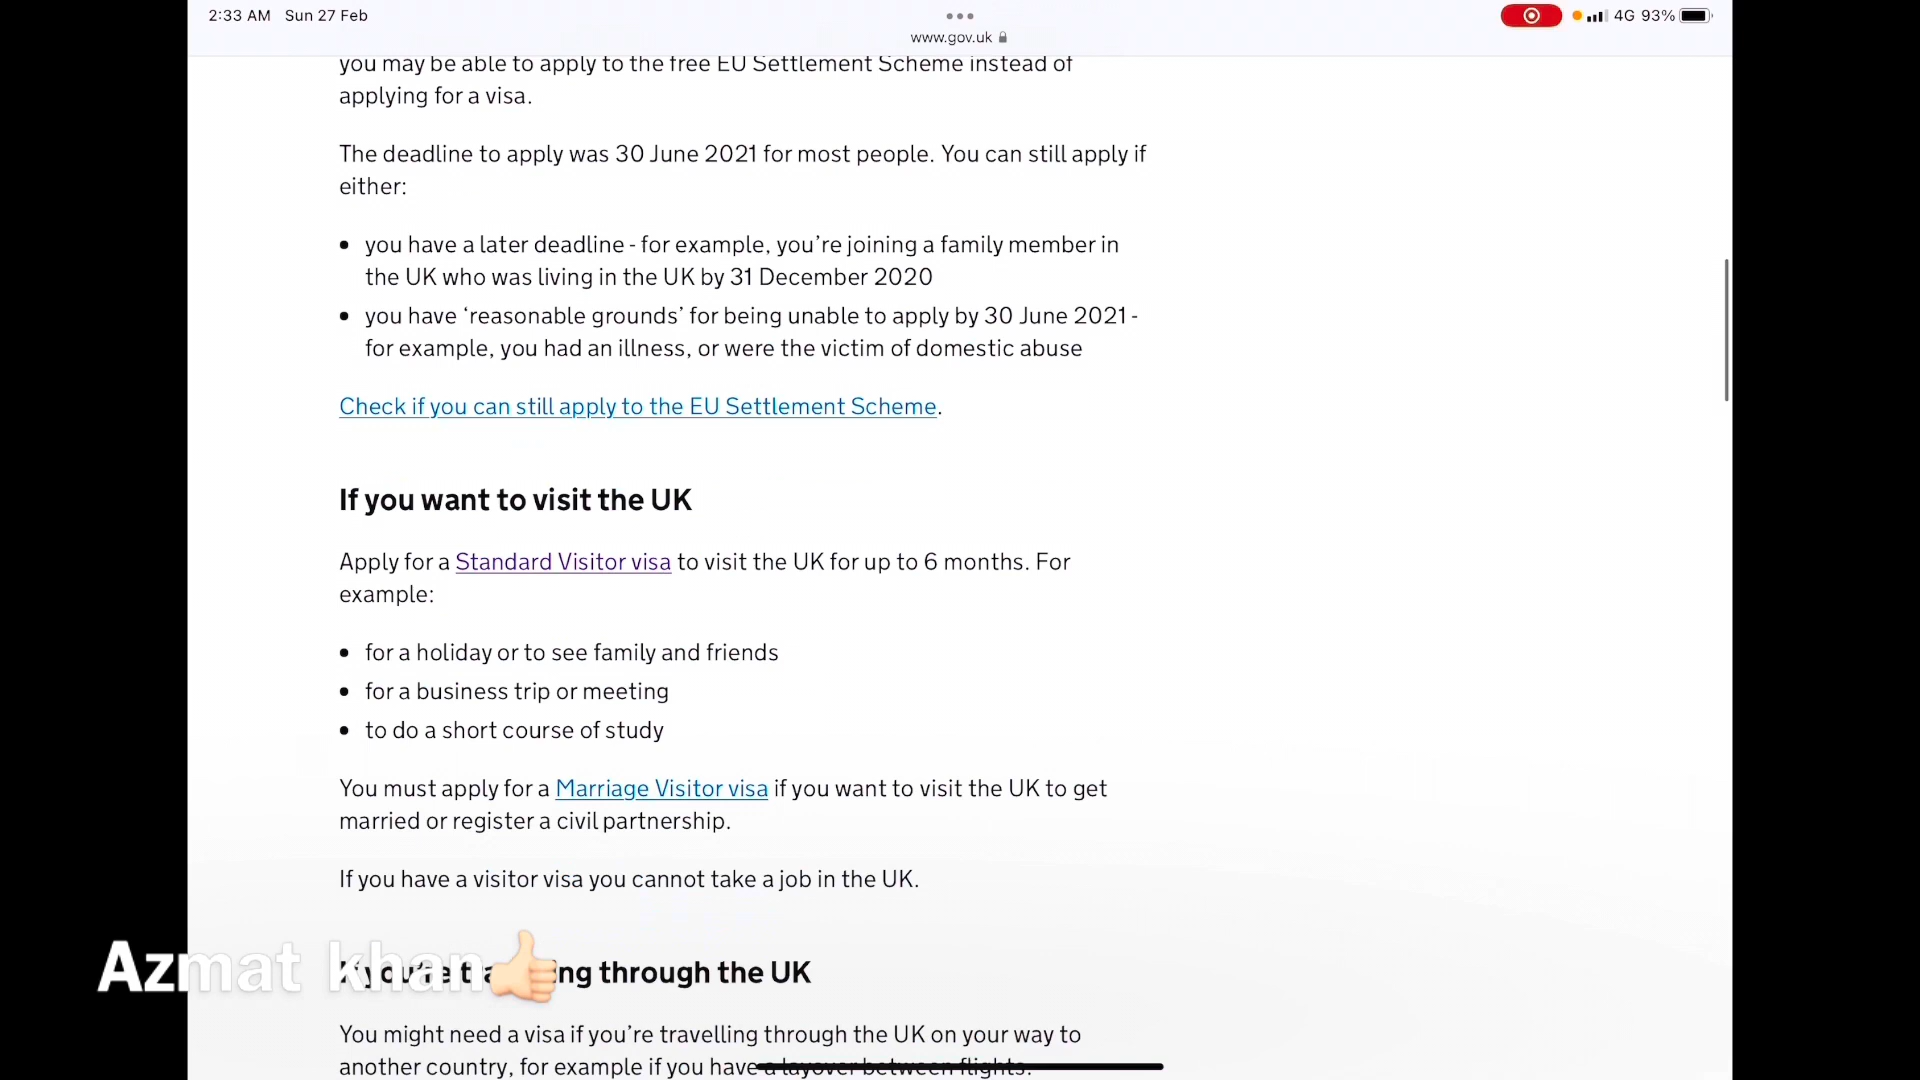 2:33 AM Sun 27 Feb
4G 93%
www.gov.uk
you may be able to apply to the free EU Settlement Scheme instead of
applying for a visa.
The deadline to apply was 30 June 2021 for most people. You can still apply if
either:
• you have a later deadline - for example, you’re joining a family member in
the UK who was living in the UK by 31 December 2020
• you have ‘reasonable grounds’ for being unable to apply by 30 June 2021 -
for example, you had an illness, or were the victim of domestic abuse
Check if you can still apply to the EU Settlement Scheme.
If you want to visit the UK
Apply for a Standard Visitor visa to visit the UK for up to 6 months. For
example:
• for a holiday or to see family and friends
• for a business trip or meeting
• to do a short course of study
You must apply for a Marriage Visitor visa if you want to visit the UK to get
married or register a civil partnership.
If you have a visitor visa you cannot take a job in the UK.
Azmat khan👍🏻
If you’re travelling through the UK
You might need a visa if you’re travelling through the UK on your way to
another country, for example if you have a layover between flights.